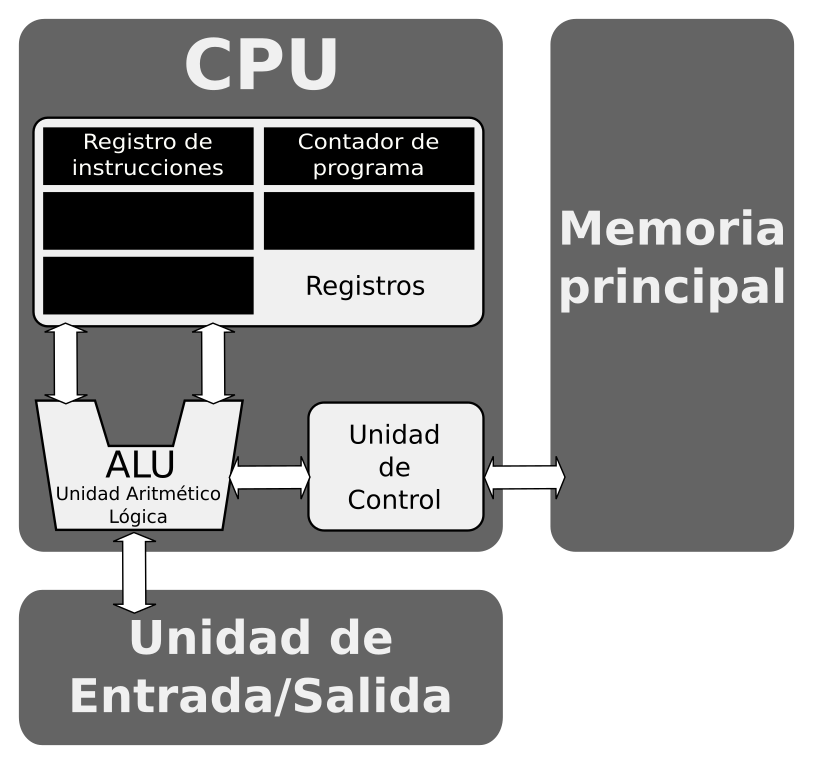 CPU
Registro de
instrucciones
Contador de
programa
Registros
ALU
Unidad Aritmético
Lógica
Unidad
de
Control
Memoria
principal
Unidad de
Entrada/Salida